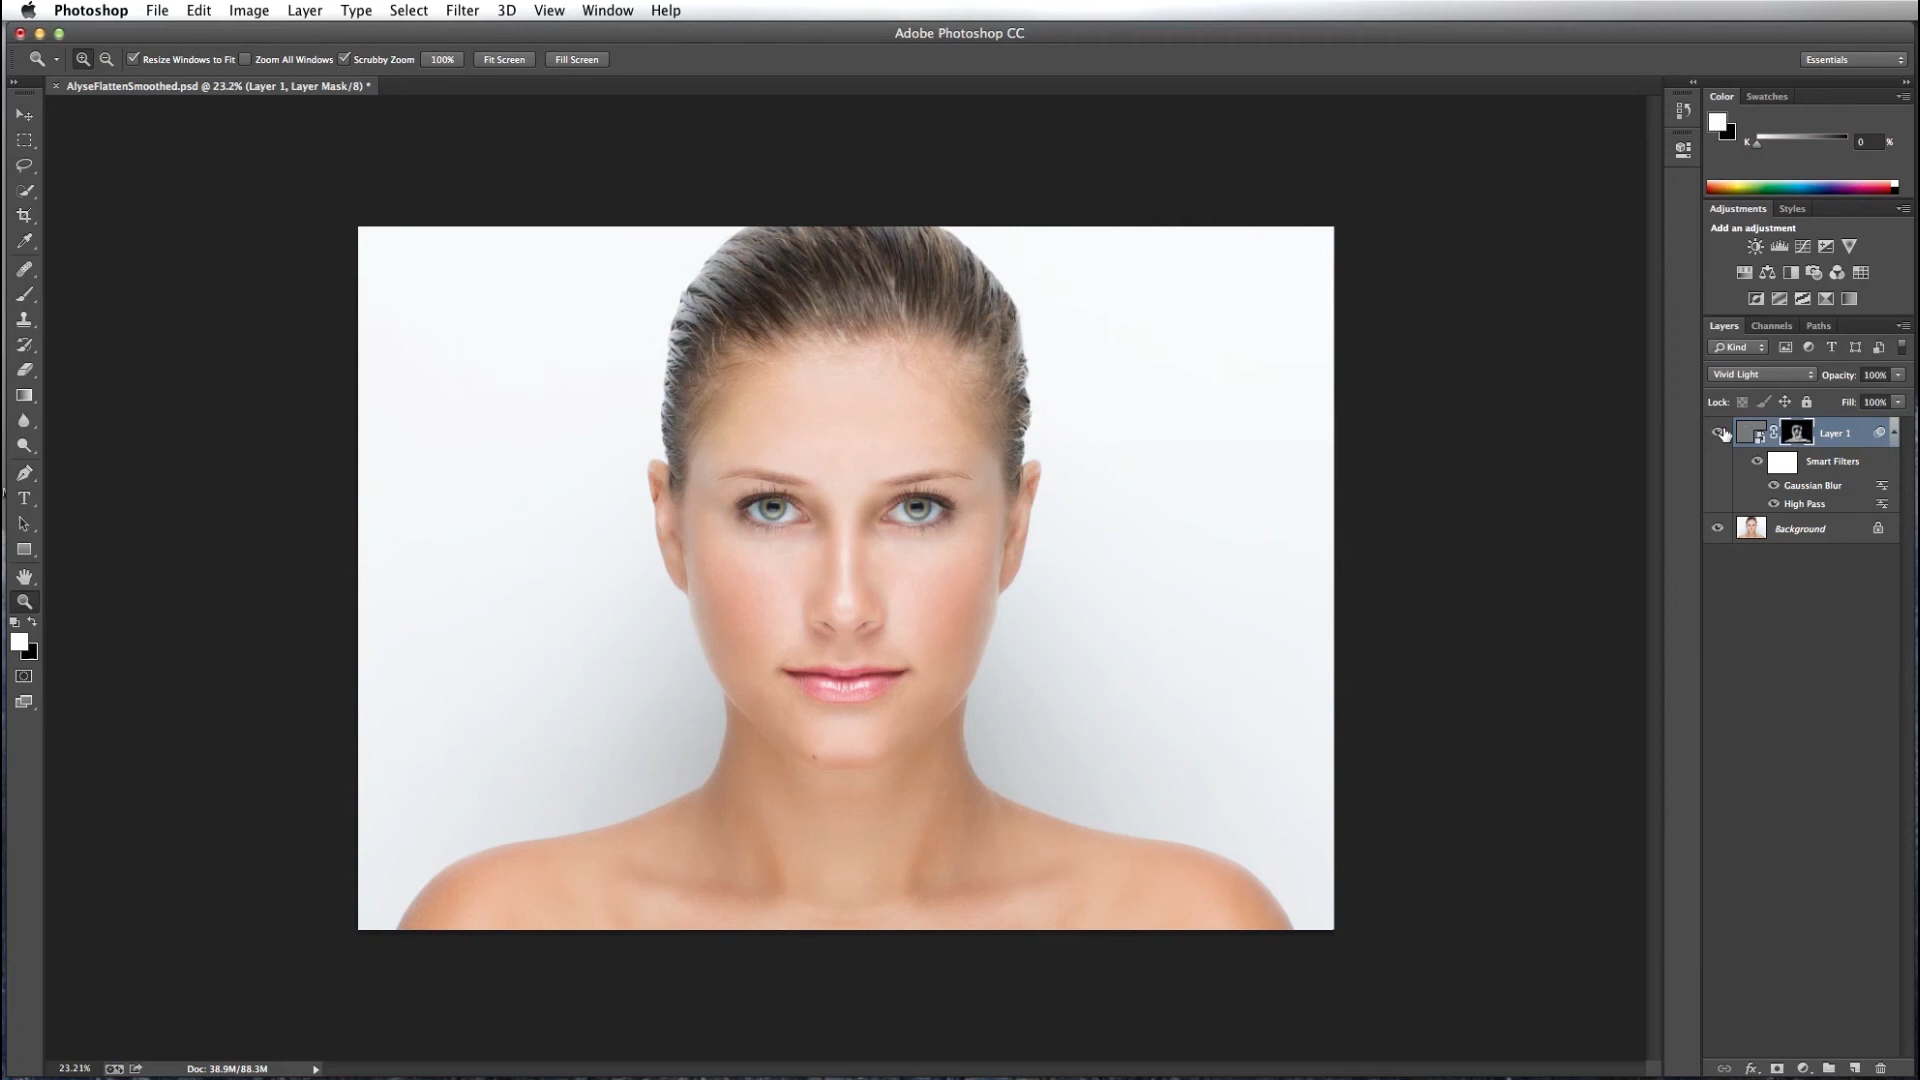 Photoshop File Edit Image Layer Type Select Filter 3D View Window Help
Adobe Photoshop CC
Resize Windows to Fit Zoom All Windows Scrubby Zoom 100% Fit Screen Fill Screen Essentials
× AlyseFlattenSmoothed.psd @ 23.2% (Layer 1, Layer Mask/8) *
Color Swatches
K 0 %
Adjustments Styles
Add an adjustment
Layers Channels Paths
Kind T
Vivid Light Opacity: 100%
Lock: Fill: 100%
Layer 1
Smart Filters
Gaussian Blur
High Pass
Background
T
23.21% Doc: 38.9M/88.3M
fx